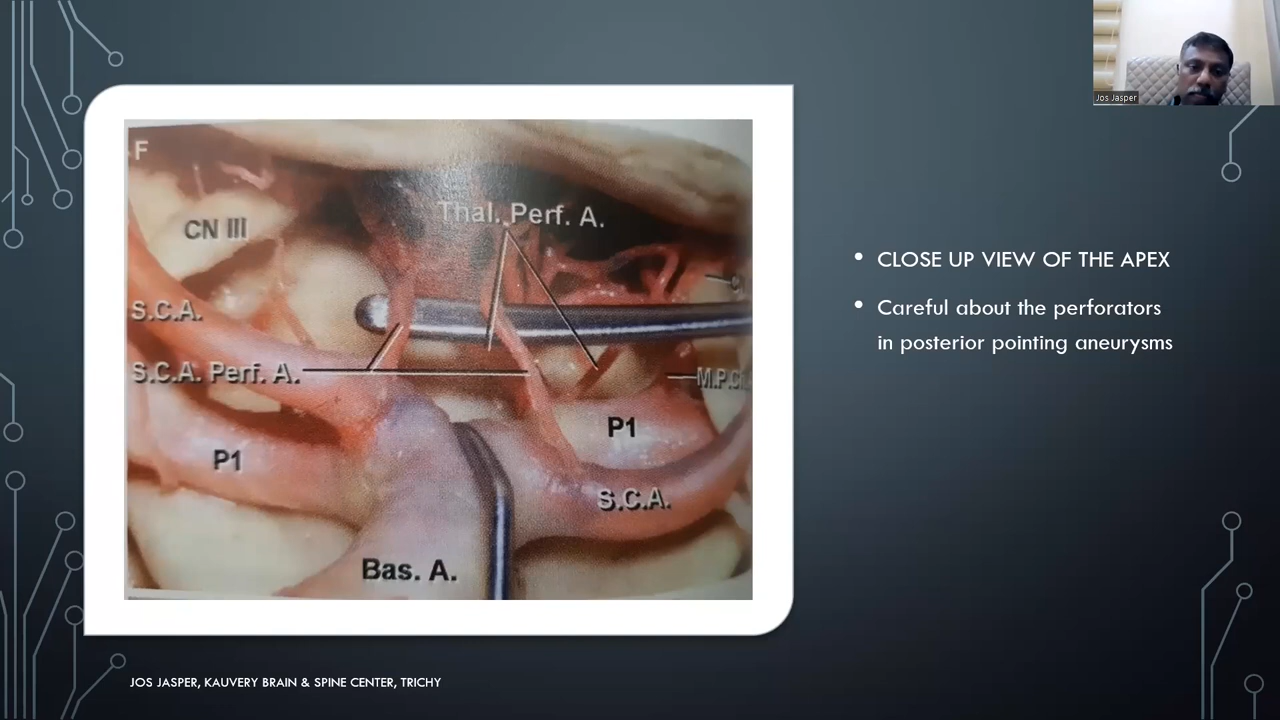 Jos Jasper
F
CN III
Thal. Perf. A.
S.C.A.
S.C.A. Perf. A.
P1
P1
S.C.A.
Bas. A.
• CLOSE UP VIEW OF THE APEX
• Careful about the perforators
in posterior pointing aneurysms
JOS JASPER, KAUVERY BRAIN & SPINE CENTER, TRICHY